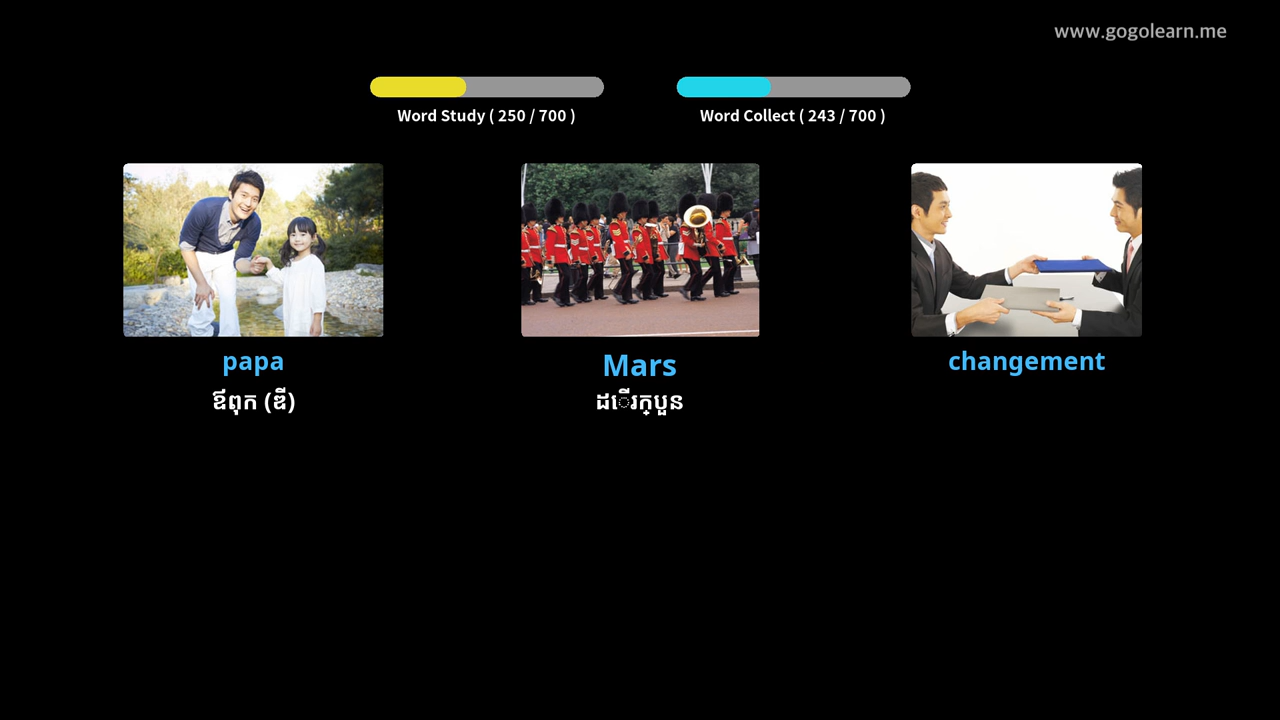 www.gogolearn.me
Word Study ( 250 / 700 )
Word Collect ( 243 / 700 )
papa
Mars
changement
ឪពុក (ឌី)
ដេីរក្បួន